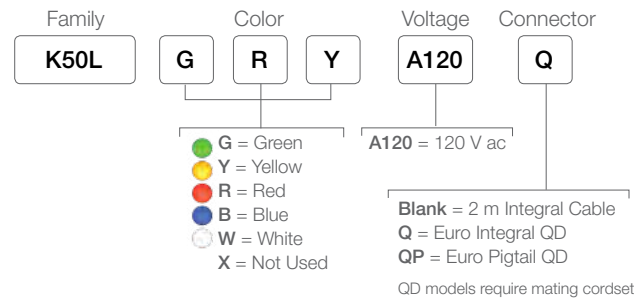 Family Color Voltage Connector
K50L G R Y A120 Q
G = Green
Y = Yellow
R = Red
B = Blue
W = White
X = Not Used
A120 = 120 V ac
Blank = 2 m Integral Cable
Q = Euro Integral QD
QP = Euro Pigtail QD
QD models require mating cordset